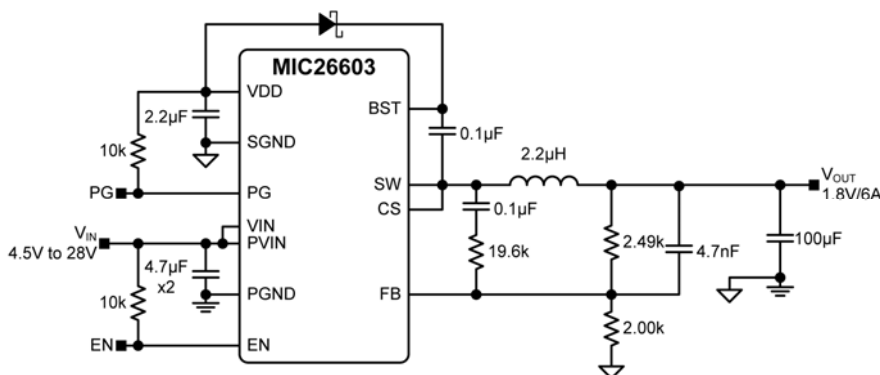 MIC26603
VDD
2.2µF
BST
SGND
0.1µF
10k
2.2µH
PG
PG
SW
VOUT
1.8V/6A
CS
0.1µF
VIN
VIN
PVIN
4.5V to 28V
2.49k
4.7nF
100µF
19.6k
4.7µF
x2
10k
PGND
FB
2.00k
EN
EN